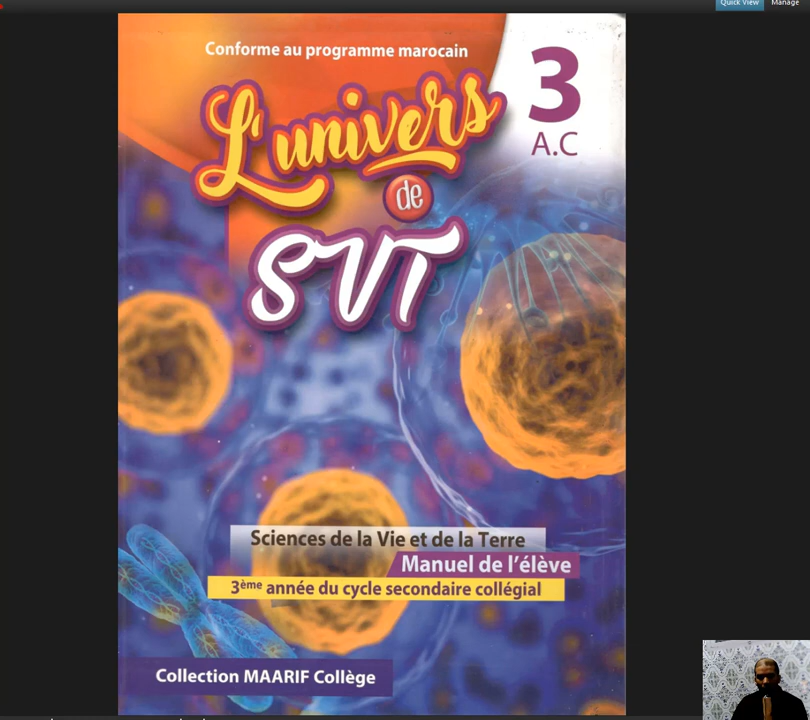 Quick View Manage
Conforme au programme marocain
3
A.C
L'univers
de
SVT
Sciences de la Vie et de la Terre
Manuel de l'élève
3ème année du cycle secondaire collégial
Collection MAARIF Collège